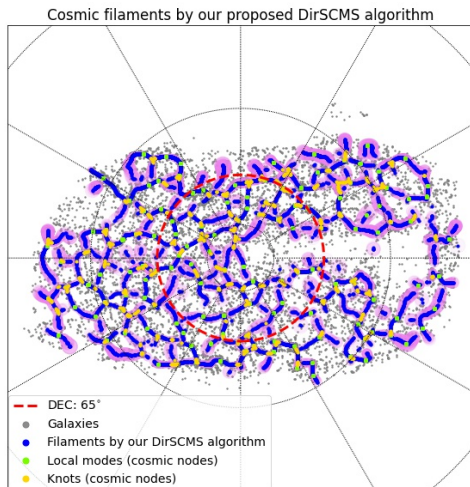 Cosmic filaments by our proposed DirSCMS algorithm
DEC: 65°
Galaxies
Filaments by our DirSCMS algorithm
Local modes (cosmic nodes)
Knots (cosmic nodes)